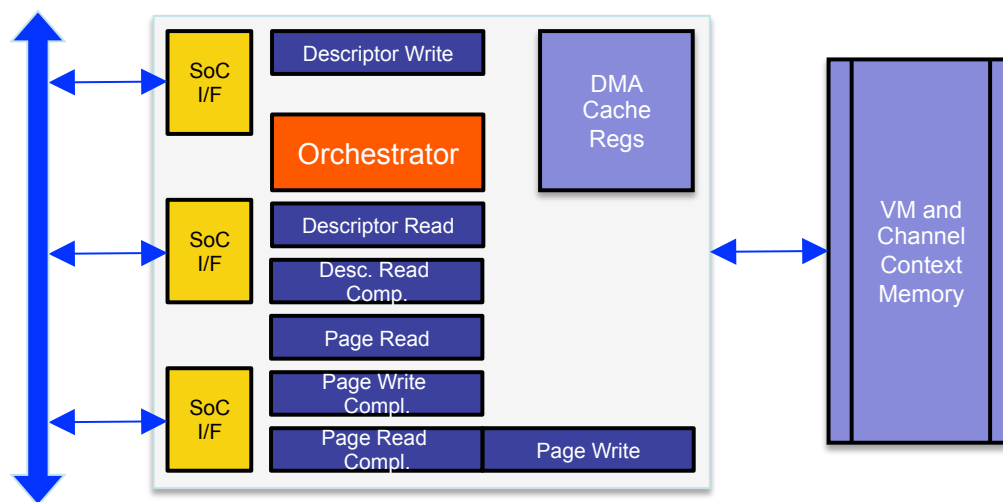 SoC
I/F
Descriptor Write
DMA
Cache
Regs
Orchestrator
SoC
I/F
Descriptor Read
Desc. Read
Comp.
Page Read
SoC
I/F
Page Write
Compl.
Page Read
Compl.
Page Write
VM and
Channel
Context
Memory